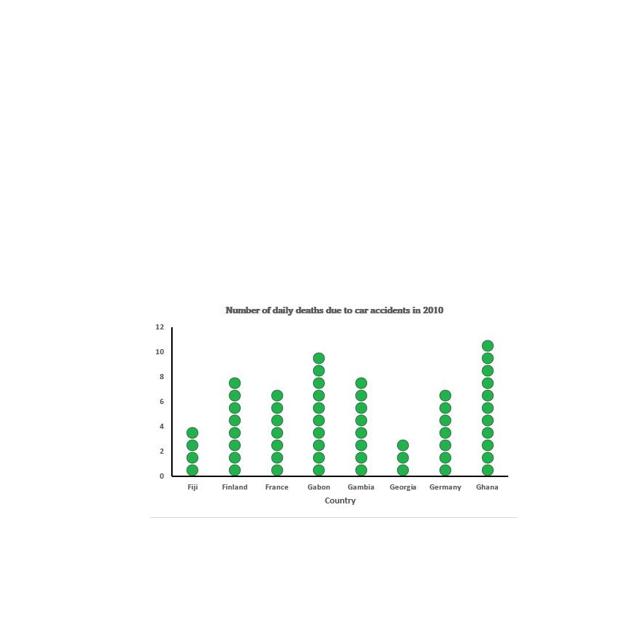 Number of daily deaths due to car accidents in 2010
12
10
8
6
4
2
0
Fiji Finland France Gabon Gambia Georgia Germany Ghana
Country